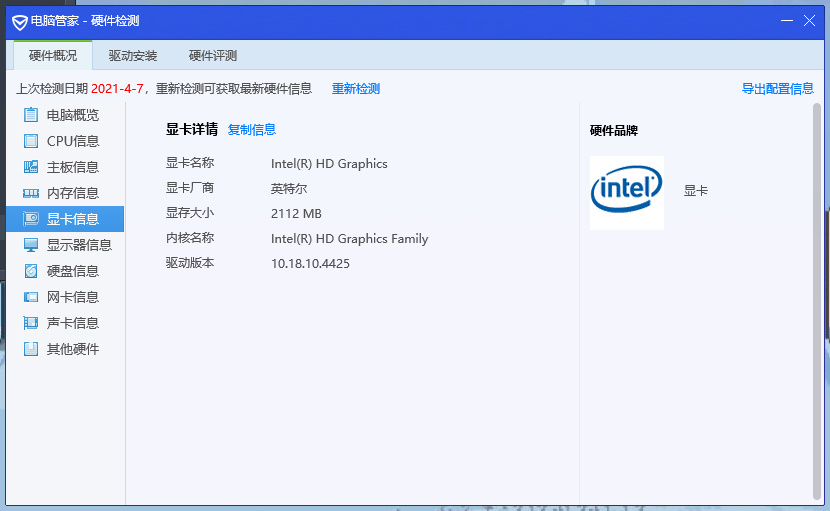 电脑管家 - 硬件检测
硬件概况 驱动安装 硬件评测
上次检测日期 2021-4-7，重新检测可获取最新硬件信息 重新检测 导出配置信息
电脑概览
CPU信息
主板信息
内存信息
显卡信息
显示器信息
硬盘信息
网卡信息
声卡信息
其他硬件
显卡详情 复制信息
显卡名称 Intel(R) HD Graphics
显卡厂商 英特尔
显存大小 2112 MB
内核名称 Intel(R) HD Graphics Family
驱动版本 10.18.10.4425
硬件品牌
intel 显卡